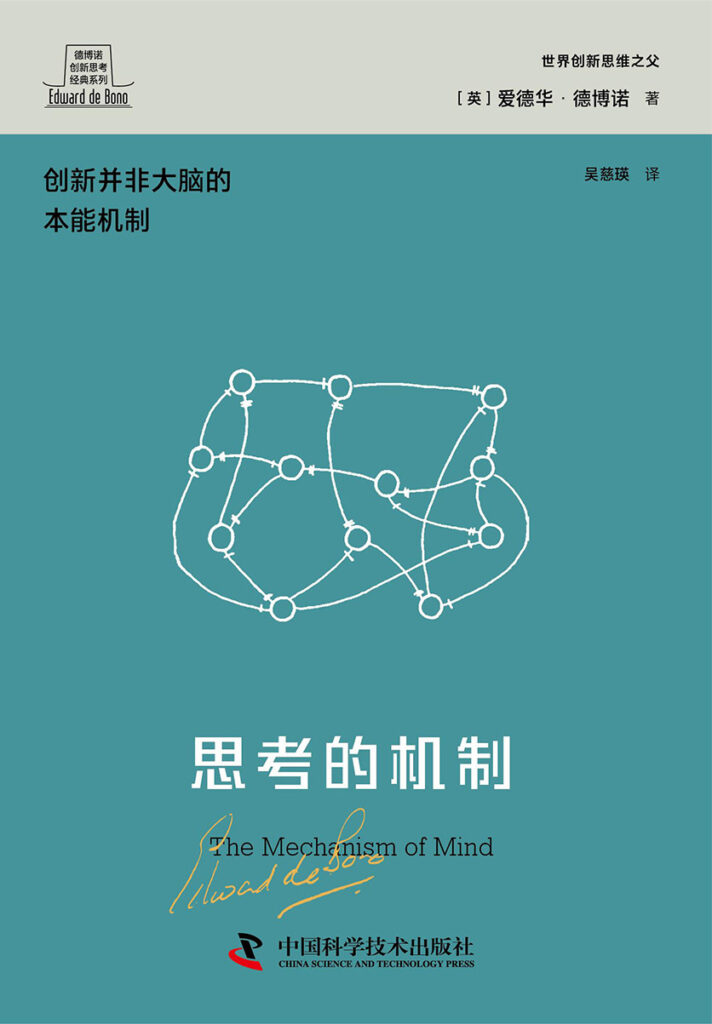 德博诺
创新思考
经典系列
Edward de Bono
世界创新思维之父
[英]爱德华·德博诺 著
创新并非大脑的
本能机制
吴慈瑛 译
思考的机制
The Mechanism of Mind
Edward de Bono
中国科学技术出版社
CHINA SCIENCE AND TECHNOLOGY PRESS